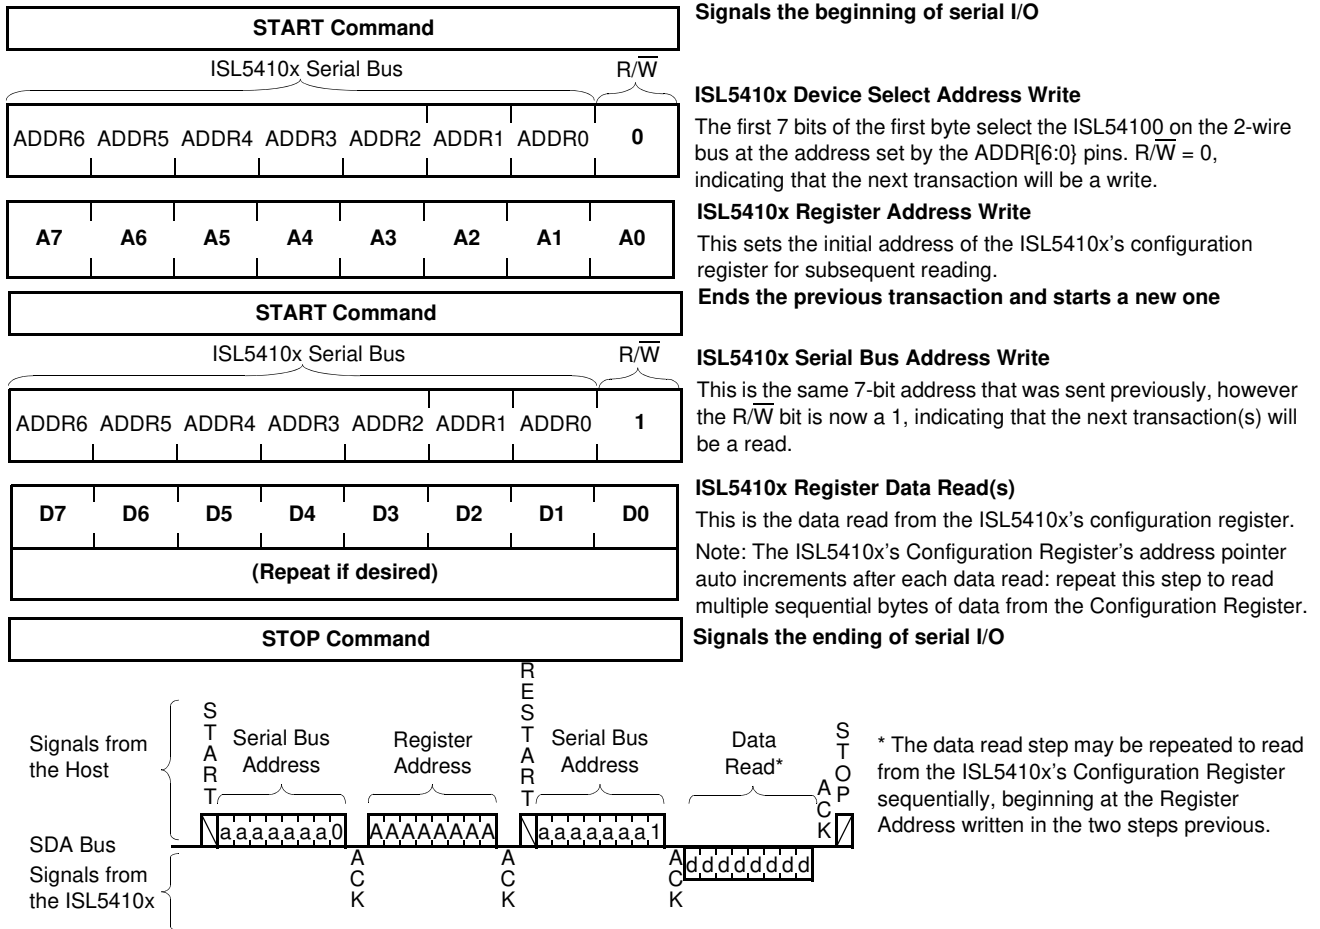 START Command
Signals the beginning of serial I/O
ISL5410x Serial Bus
R/W
ADDR6 ADDR5 ADDR4 ADDR3 ADDR2 ADDR1 ADDR0 0
ISL5410x Device Select Address Write
The first 7 bits of the first byte select the ISL54100 on the 2-wire
bus at the address set by the ADDR[6:0} pins. R/W = 0,
indicating that the next transaction will be a write.
A7 A6 A5 A4 A3 A2 A1 A0
ISL5410x Register Address Write
This sets the initial address of the ISL5410x's configuration
register for subsequent reading.
START Command
Ends the previous transaction and starts a new one
ISL5410x Serial Bus
R/W
ADDR6 ADDR5 ADDR4 ADDR3 ADDR2 ADDR1 ADDR0 1
ISL5410x Serial Bus Address Write
This is the same 7-bit address that was sent previously, however
the R/W bit is now a 1, indicating that the next transaction(s) will
be a read.
D7 D6 D5 D4 D3 D2 D1 D0
(Repeat if desired)
ISL5410x Register Data Read(s)
This is the data read from the ISL5410x's configuration register.
Note: The ISL5410x's Configuration Register's address pointer
auto increments after each data read: repeat this step to read
multiple sequential bytes of data from the Configuration Register.
STOP Command
Signals the ending of serial I/O
Signals from
the Host
START
Serial Bus
Address
Register
Address
RESTART
Serial Bus
Address
Data
Read*
ACK
STOP
aaaaaaa0
AAAAAAAA
aaaaaaa1
SDA Bus
Signals from
the ISL5410x
ACK
ACK
ACK
dddddddd
* The data read step may be repeated to read
from the ISL5410x's Configuration Register
sequentially, beginning at the Register
Address written in the two steps previous.